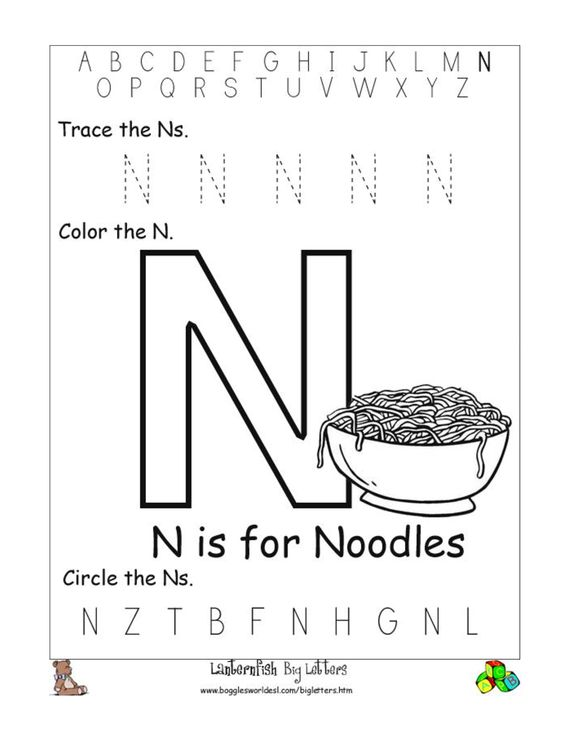 A B C D E F G H I J K L M N
O P Q R S T U V W X Y Z
Trace the Ns.
N N N N N
Color the N.
N
N is for Noodles
Circle the Ns.
N Z T B F N H G N L
Lanternfish Big Letters
www.bogglesworldesl.com/bigletters.htm